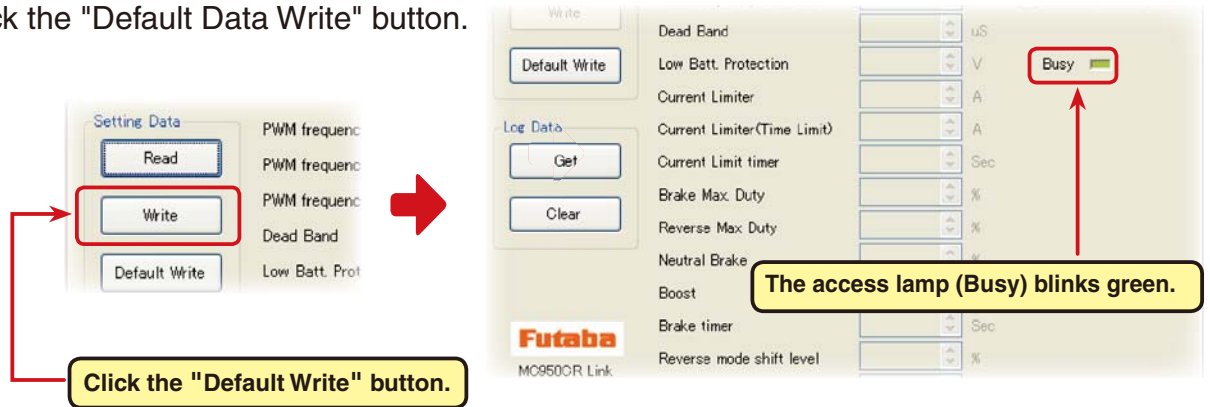 ck the "Default Data Write" button.
Setting Data
Read
Write
Default Write
PWM frequenc
PWM frequenc
PWM frequenc
Dead Band
Low Batt. Prot
Click the "Default Write" button.
Write
Default Write
Log Data
Get
Clear
Futaba
MC950CR Link
Dead Band uS
Low Batt. Protection V
Busy
Current Limiter A
Current Limiter(Time Limit) A
Current Limit timer Sec
Brake Max. Duty %
Reverse Max Duty %
Neutral Brake %
The access lamp (Busy) blinks green.
Boost
Brake timer Sec
Reverse mode shift level %